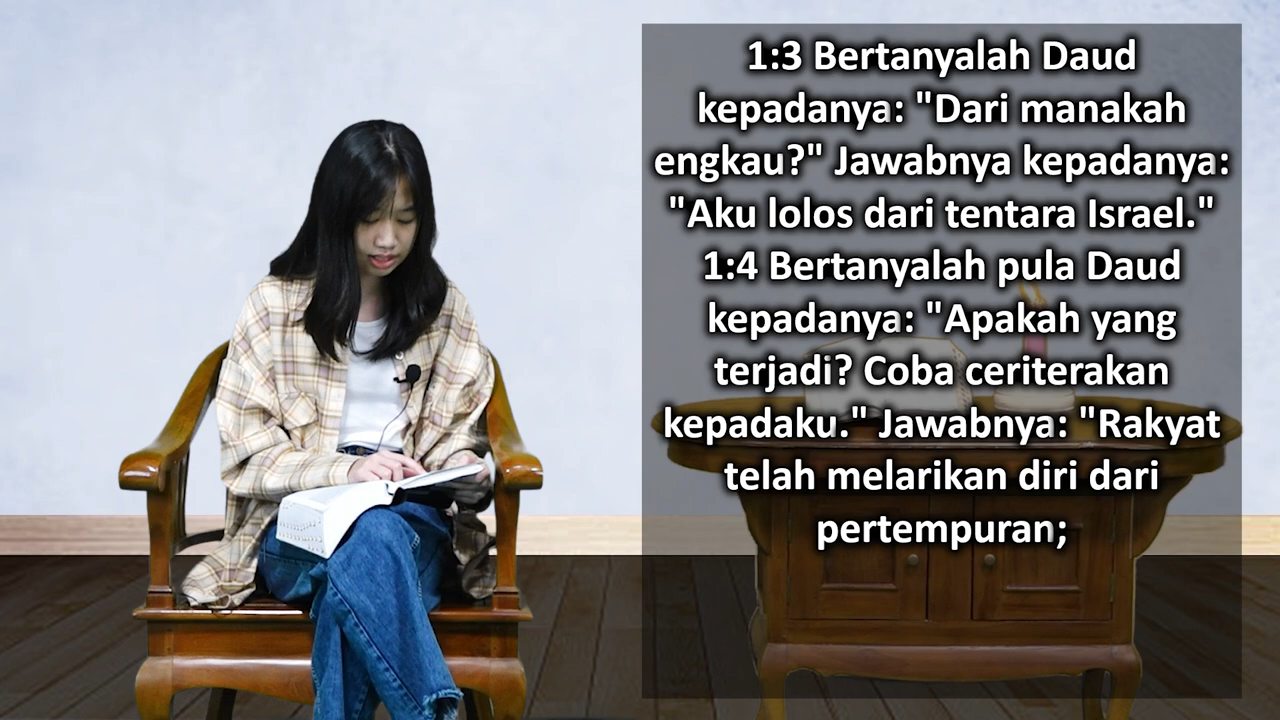 1:3 Bertanyalah Daud
kepadanya: "Dari manakah
engkau?" Jawabnya kepadanya:
"Aku lolos dari tentara Israel."
1:4 Bertanyalah pula Daud
kepadanya: "Apakah yang
terjadi? Coba ceriterakan
kepadaku." Jawabnya: "Rakyat
telah melarikan diri dari
pertempuran;